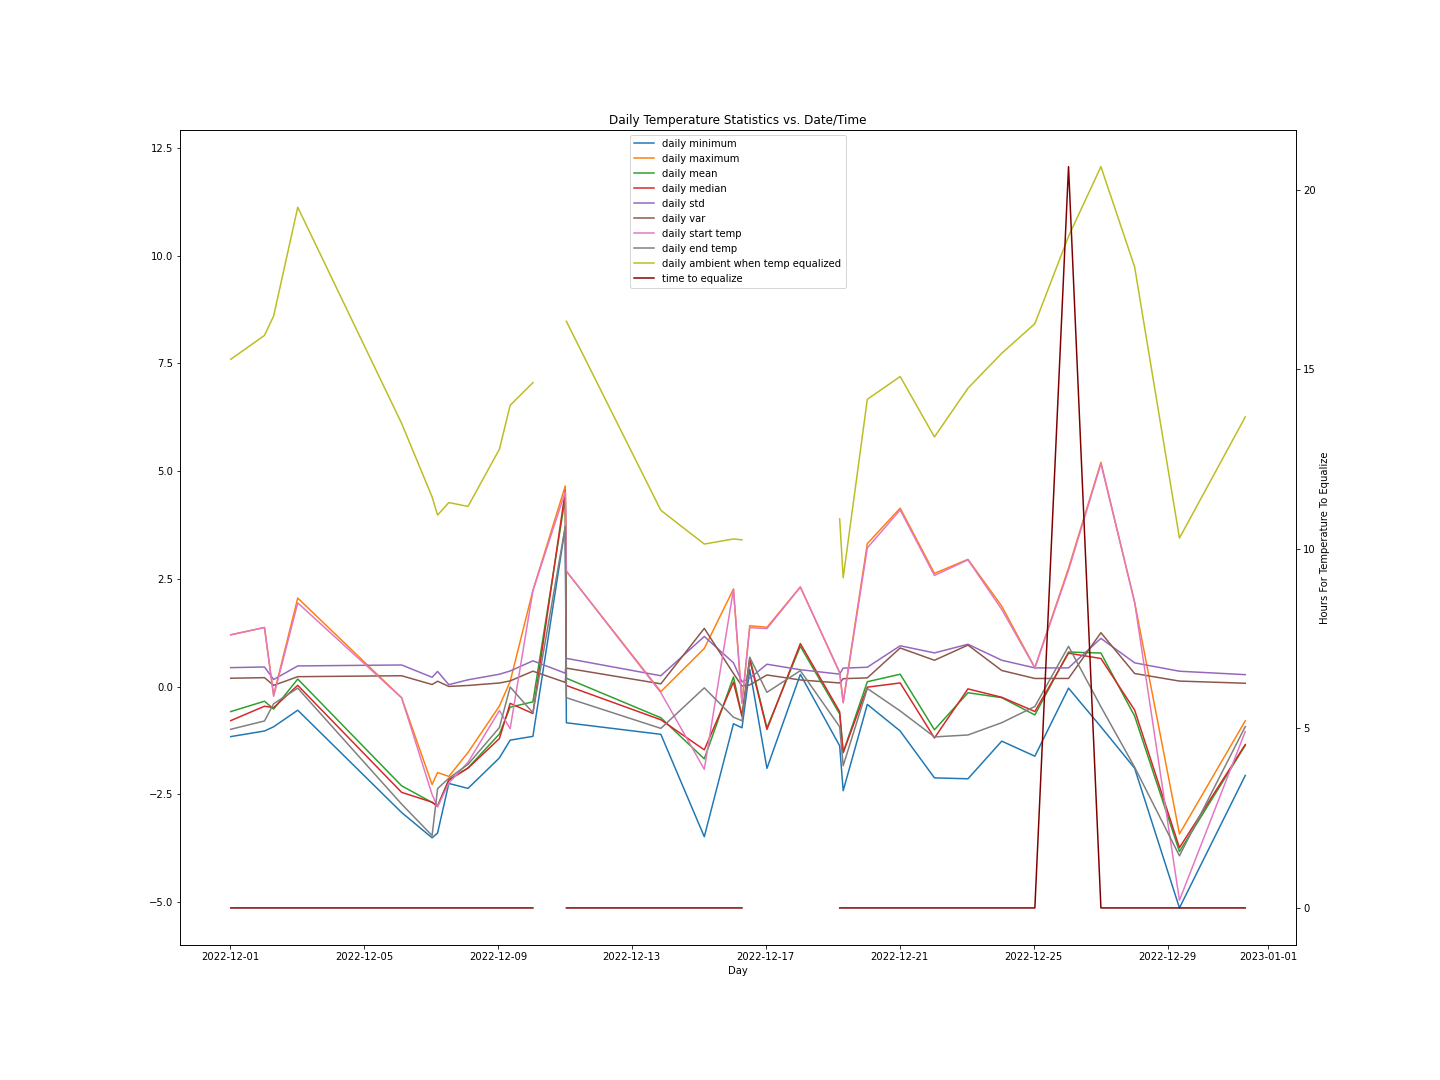 Daily Temperature Statistics vs. Date/Time
daily minimum
daily maximum
daily mean
daily median
daily std
daily var
daily start temp
daily end temp
daily ambient when temp equalized
time to equalize
12.5
10.0
7.5
5.0
2.5
0.0
−2.5
−5.0
20
15
10
5
0
Hours For Temperature To Equalize
2022-12-01 2022-12-05 2022-12-09 2022-12-13 2022-12-17 2022-12-21 2022-12-25 2022-12-29 2023-01-01
Day